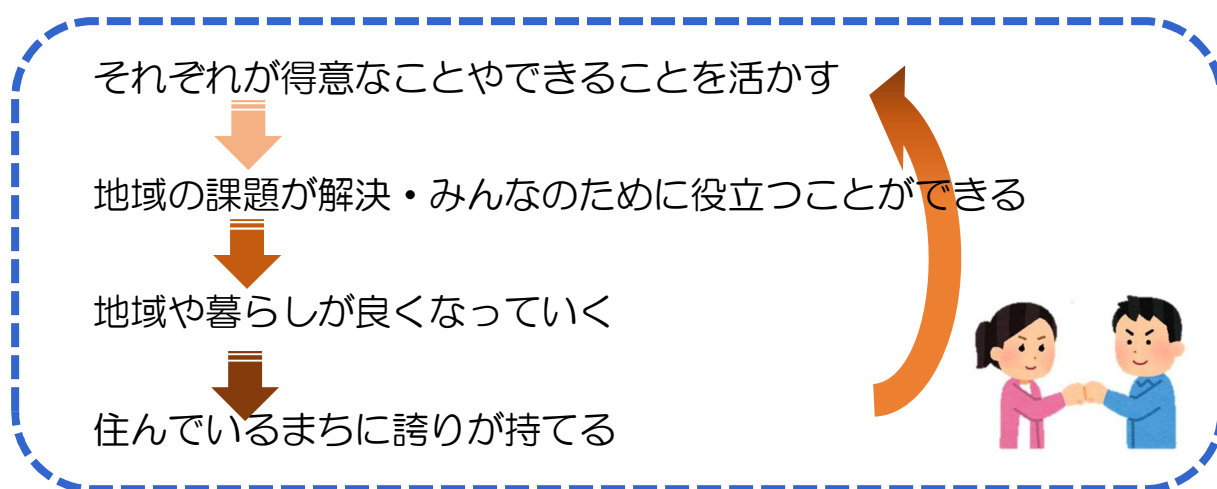 それぞれが得意なことやできることを活かす
地域の課題が解決・みんなのために役立つことができる
地域や暮らしが良くなっていく
住んでいるまちに誇りが持てる